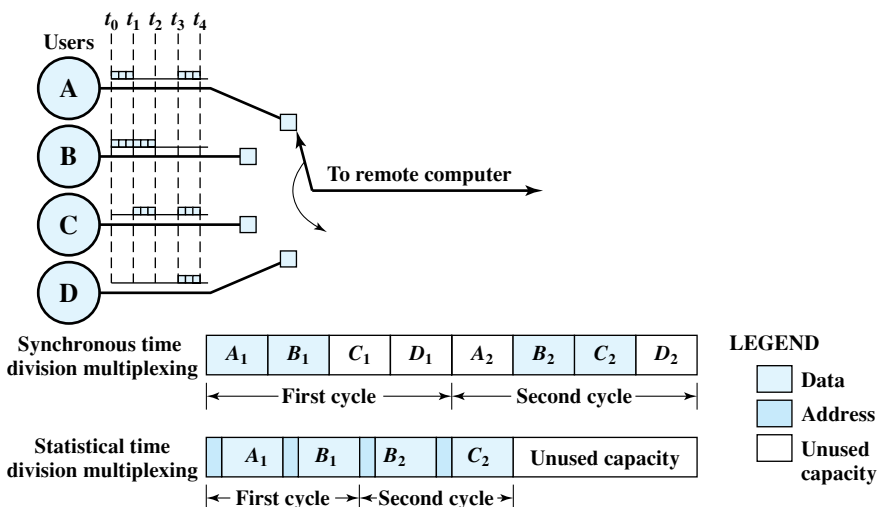 t0 t1 t2 t3 t4
Users
A
B
To remote computer
C
D
Synchronous time
division multiplexing
A1 B1 C1 D1 A2 B2 C2 D2
First cycle Second cycle
Statistical time
division multiplexing
A1 B1 B2 C2 Unused capacity
First cycle Second cycle
LEGEND
Data
Address
Unused
capacity